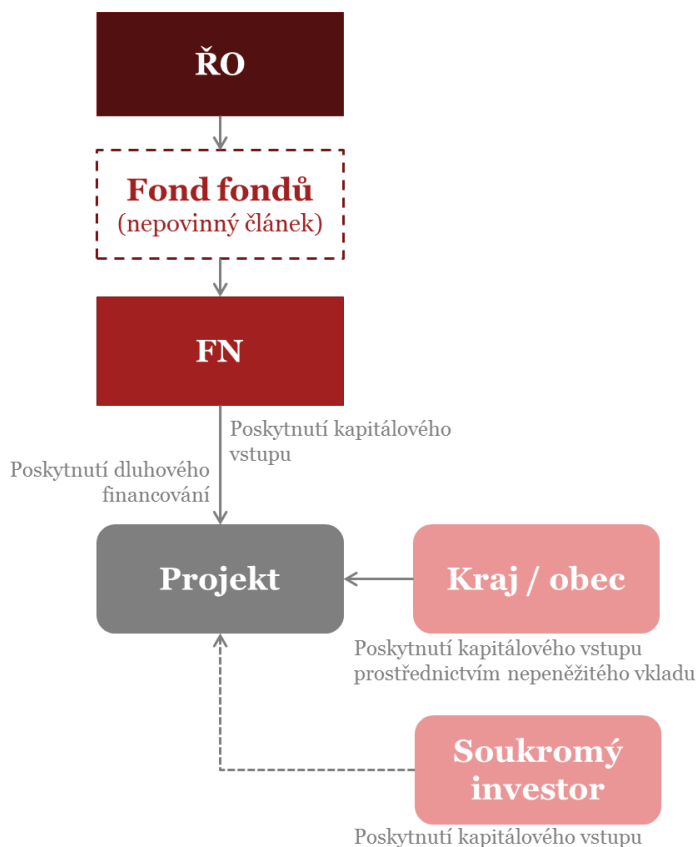 ŘO
Fond fondů
(nepovinný článek)
FN
Poskytnutí kapitálového
vstupu
Poskytnutí dluhového
financování
Projekt
Kraj / obec
Poskytnutí kapitálového vstupu
prostřednictvím nepeněžitého vkladu
Soukromý
investor
Poskytnutí kapitálového vstupu